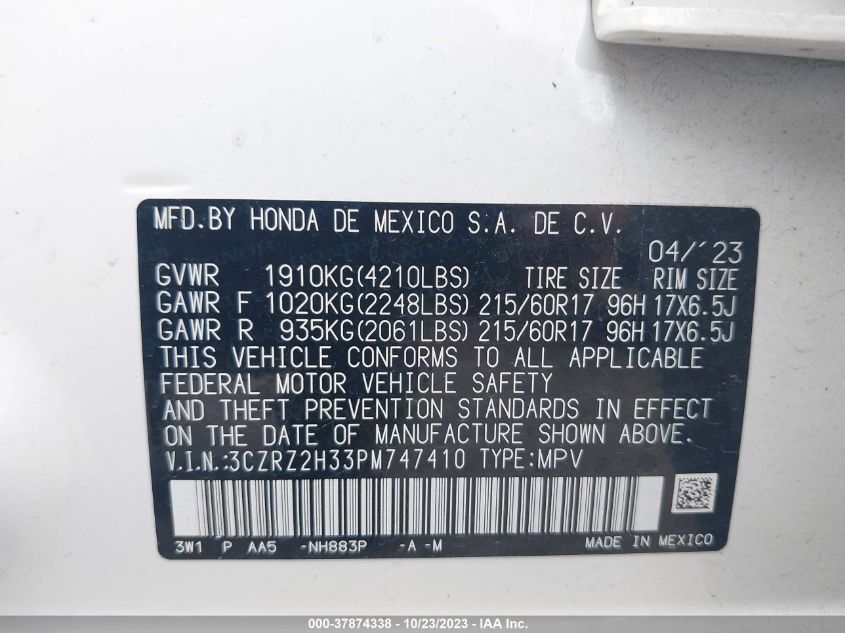 MFD.BY HONDA DE MEXICO S.A. DE C.V.
04/'23
GVWR 1910KG(4210LBS) TIRE SIZE RIM SIZE
GAWR F 1020KG(2248LBS) 215/60R17 96H 17X6.5J
GAWR R 935KG(2061LBS) 215/60R17 96H 17X6.5J
THIS VEHICLE CONFORMS TO ALL APPLICABLE
FEDERAL MOTOR VEHICLE SAFETY
AND THEFT PREVENTION STANDARDS IN EFFECT
ON THE DATE OF MANUFACTURE SHOWN ABOVE.
V.I.N.:3CZRZ2H33PM747410 TYPE:MPV
3W1 P AA5 -NH883P -A -M MADE IN MEXICO
000-37874338 - 10/23/2023 - © IAA, Inc.